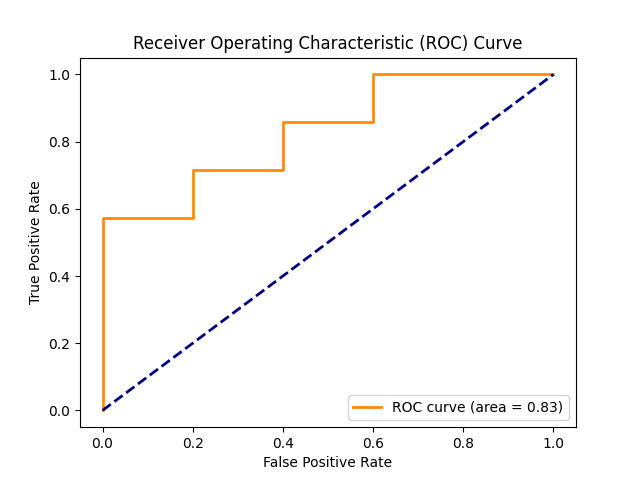 Receiver Operating Characteristic (ROC) Curve
1.0
0.8
0.6
0.4
0.2
0.0
True Positive Rate
ROC curve (area = 0.83)
0.0 0.2 0.4 0.6 0.8 1.0
False Positive Rate